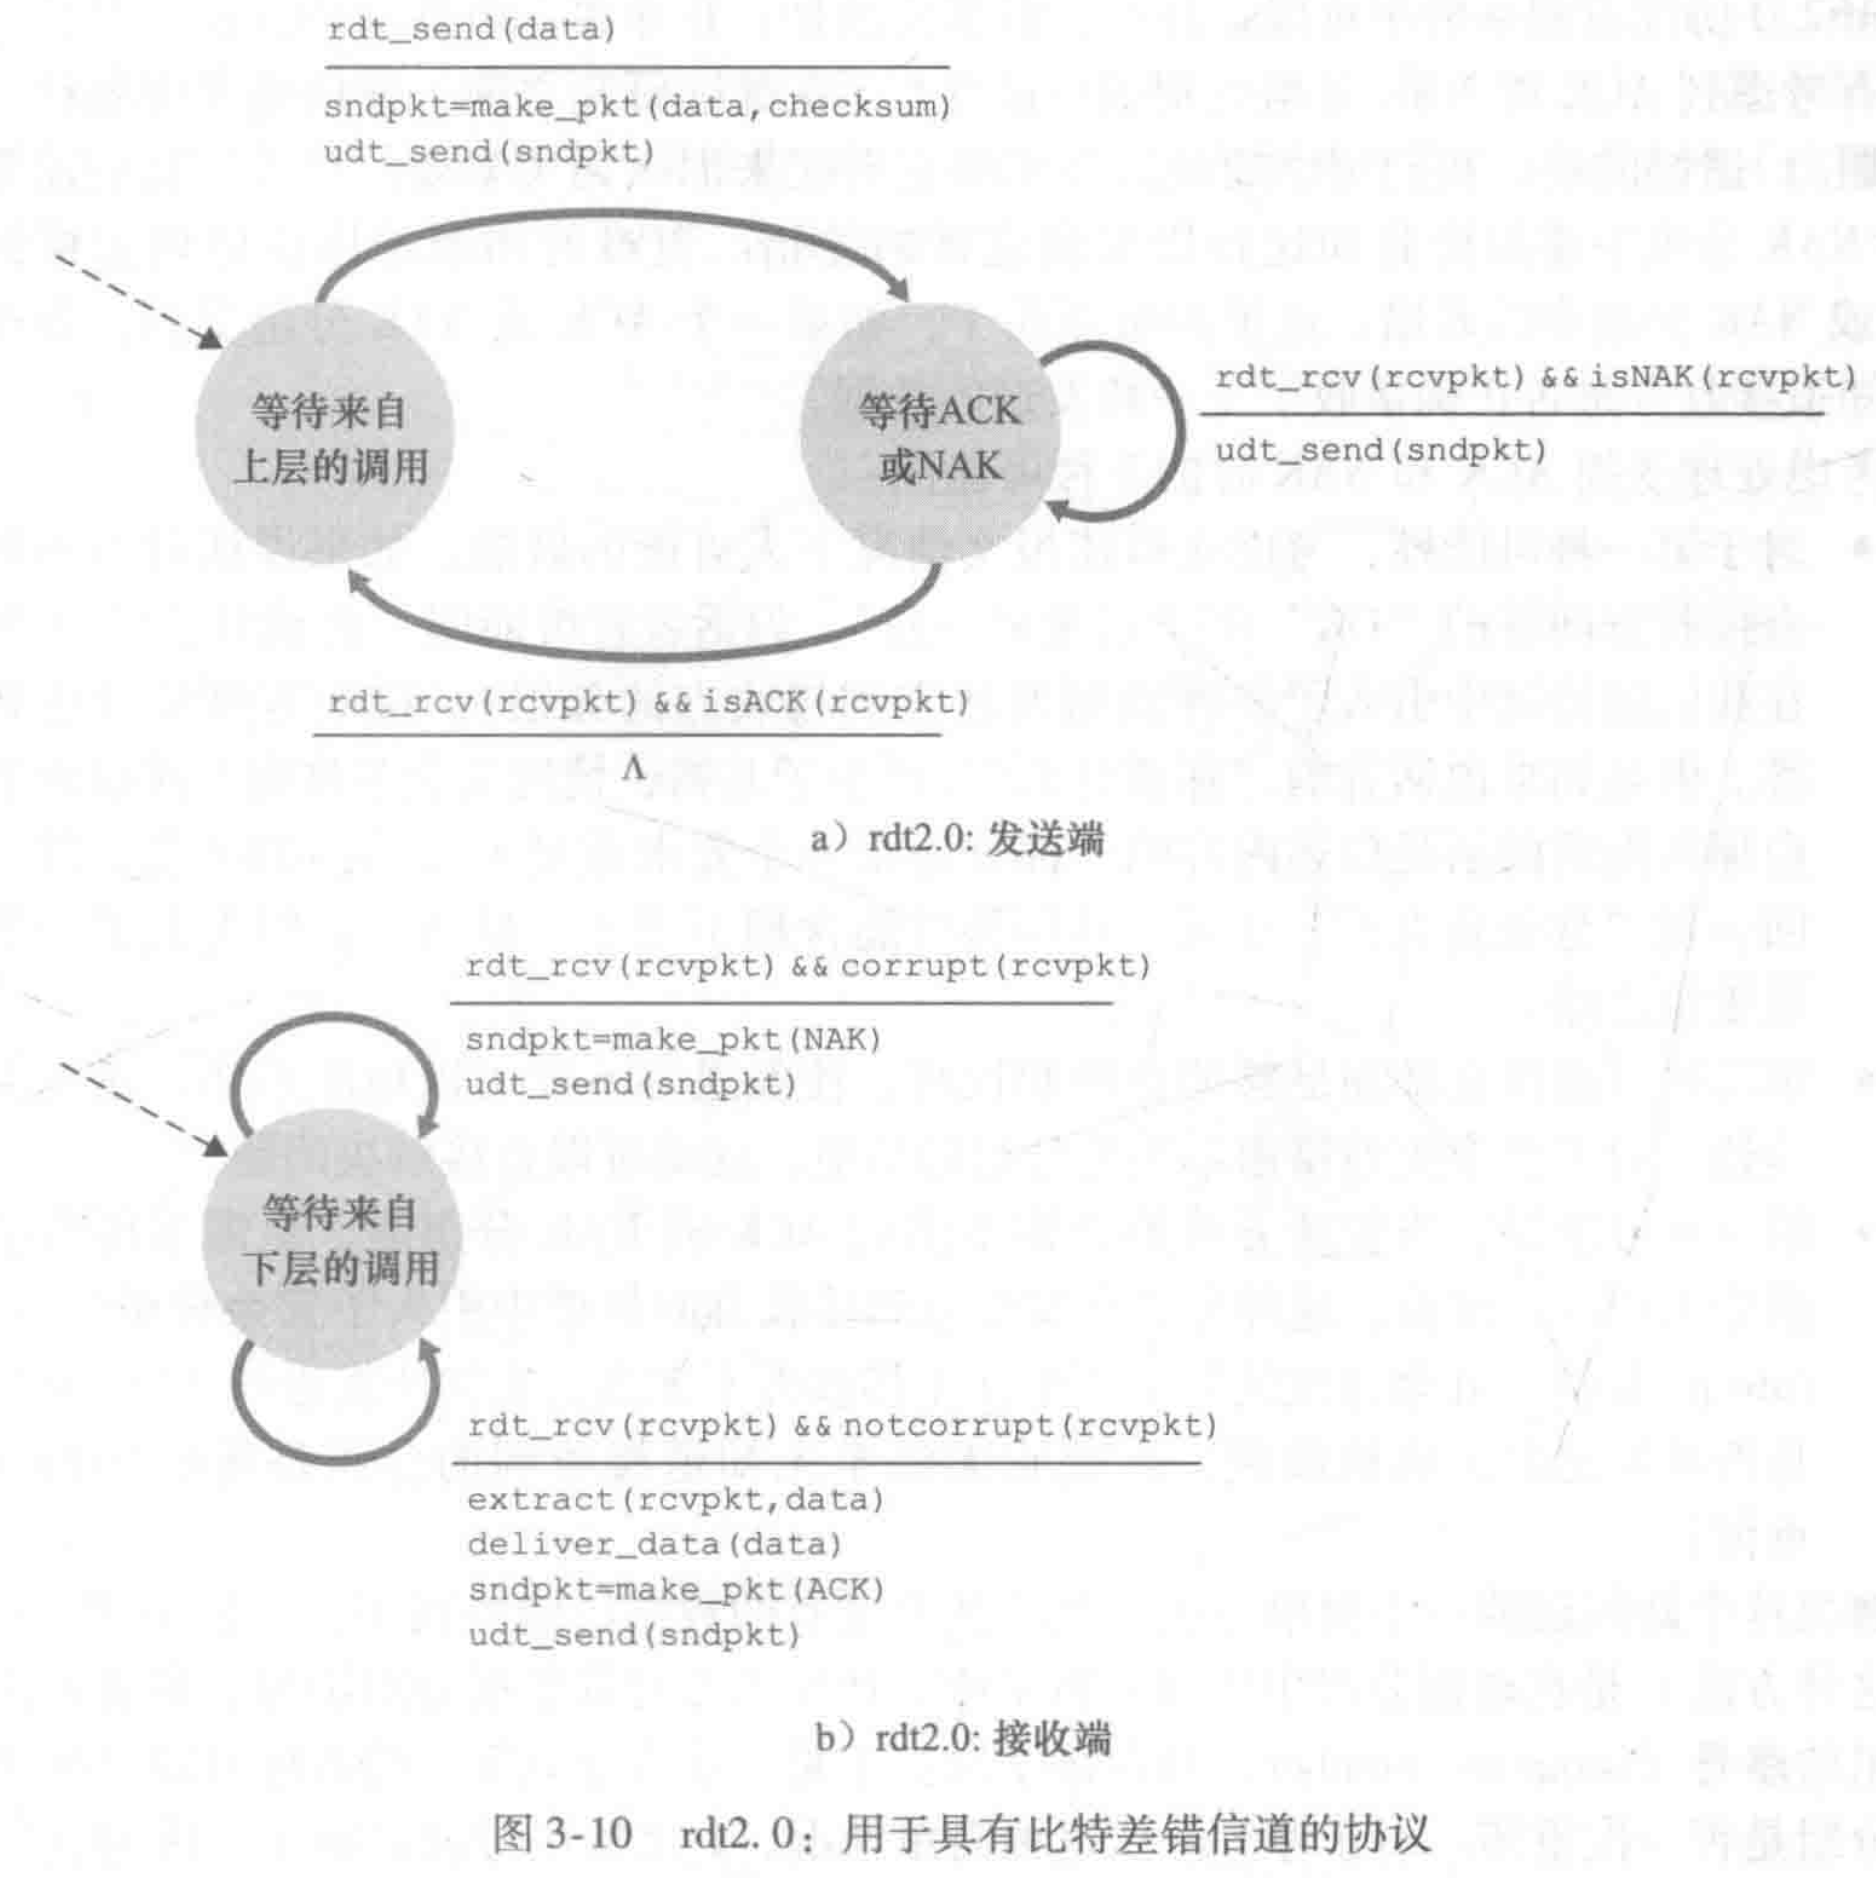 rdt_send(data)
sndpkt=make_pkt(data,checksum)
udt_send(sndpkt)
等待来自
上层的调用
等待ACK
或NAK
rdt_rcv(rcvpkt) && isNAK(rcvpkt)
udt_send(sndpkt)
rdt_rcv(rcvpkt) && isACK(rcvpkt)
Λ
a) rdt2.0: 发送端
rdt_rcv(rcvpkt) && corrupt(rcvpkt)
sndpkt=make_pkt(NAK)
udt_send(sndpkt)
等待来自
下层的调用
rdt_rcv(rcvpkt) && notcorrupt(rcvpkt)
extract(rcvpkt,data)
deliver_data(data)
sndpkt=make_pkt(ACK)
udt_send(sndpkt)
b) rdt2.0: 接收端
图 3-10 rdt2.0：用于具有比特差错信道的协议